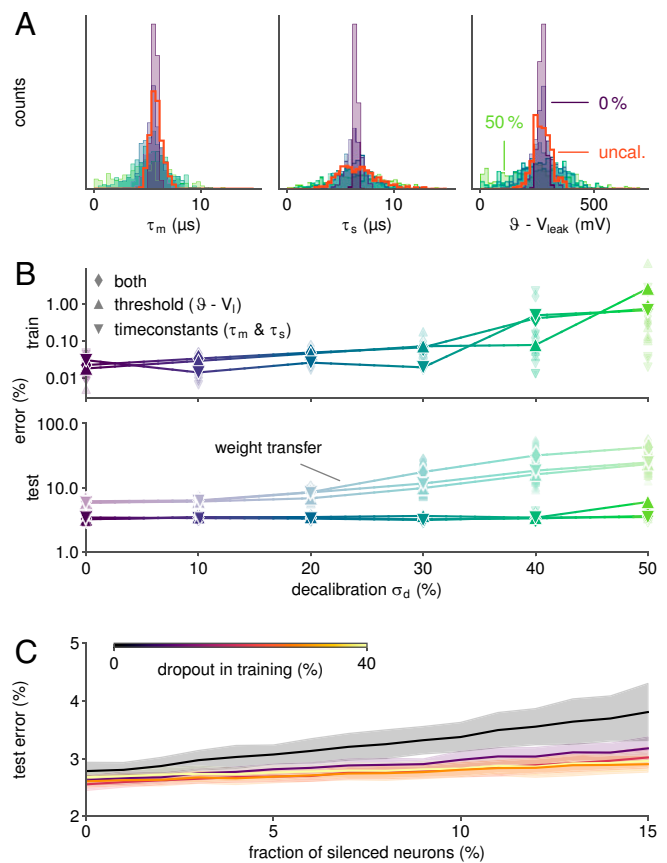 A
counts
0 %
50 %
uncal.
0 10
0 10
0 500
τm (μs)
τs (μs)
ϑ - Vleak (mV)
B
both
threshold (ϑ - Vl)
timeconstants (τm & τs)
1.00
0.10
0.01
train
error (%)
test
100.0
10.0
1.0
weight transfer
0 10 20 30 40 50
decalibration σd (%)
C
5
4
3
2
test error (%)
0 40
dropout in training (%)
0 5 10 15
fraction of silenced neurons (%)